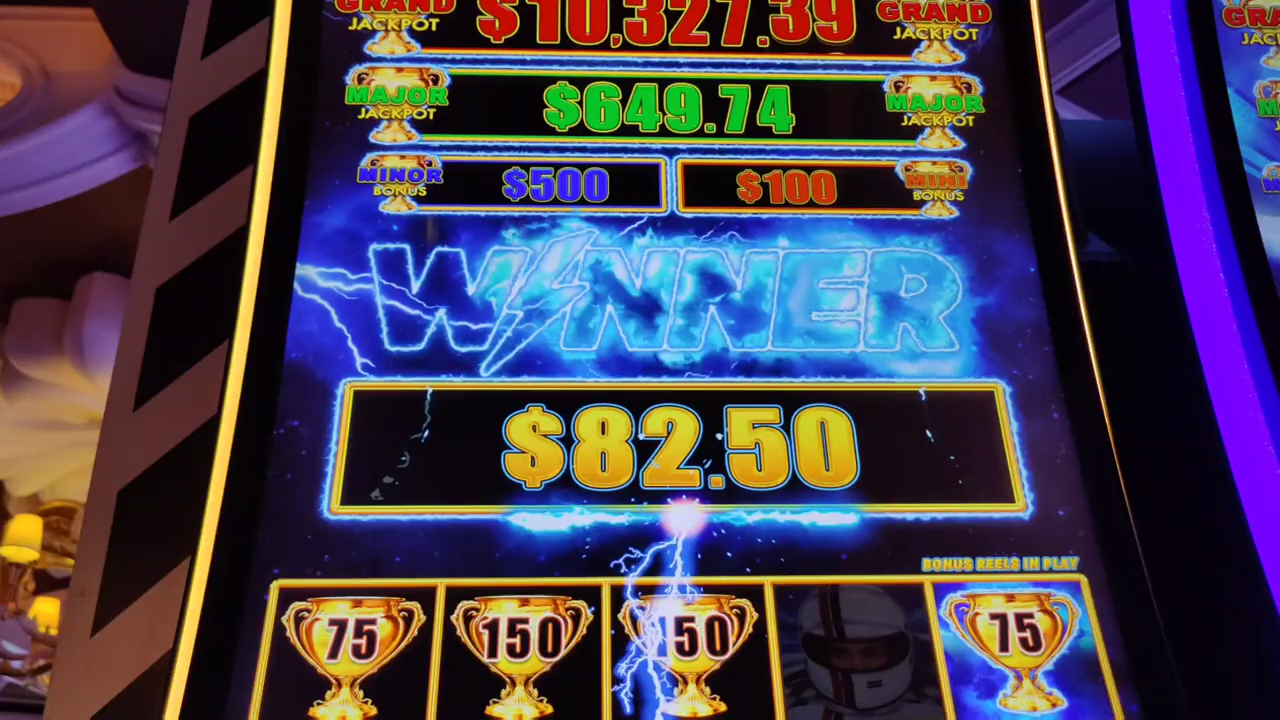 GRAND JACKPOT $10,327.39 GRAND JACKPOT
MAJOR JACKPOT $649.74 MAJOR JACKPOT
MINOR BONUS $500 $100 MINI BONUS
WINNER
$82.50
BONUS REELS IN PLAY
75 150 150 75